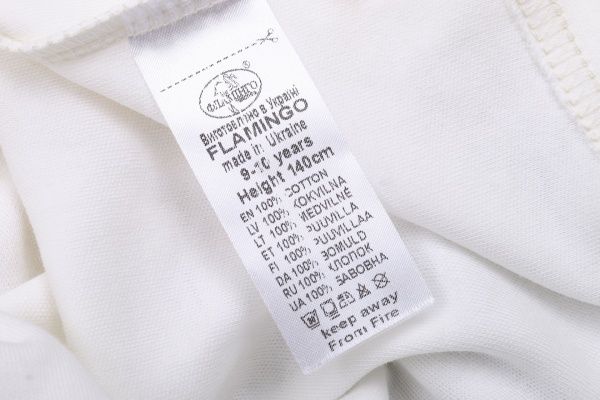 ФЛАМІНГО
Виготовлено в Україні
FLAMINGO
made in Ukraine
9-10 years
Height 140cm
EN 100% COTTON
LV 100% KOKVILNA
LT 100% MEDVILNĖ
ET 100% PUUVILLA
FI 100% PUUVILLAA
DA 100% BOMULD
RU 100% ХЛОПОК
UA 100% БАВОВНА
keep away
From Fire